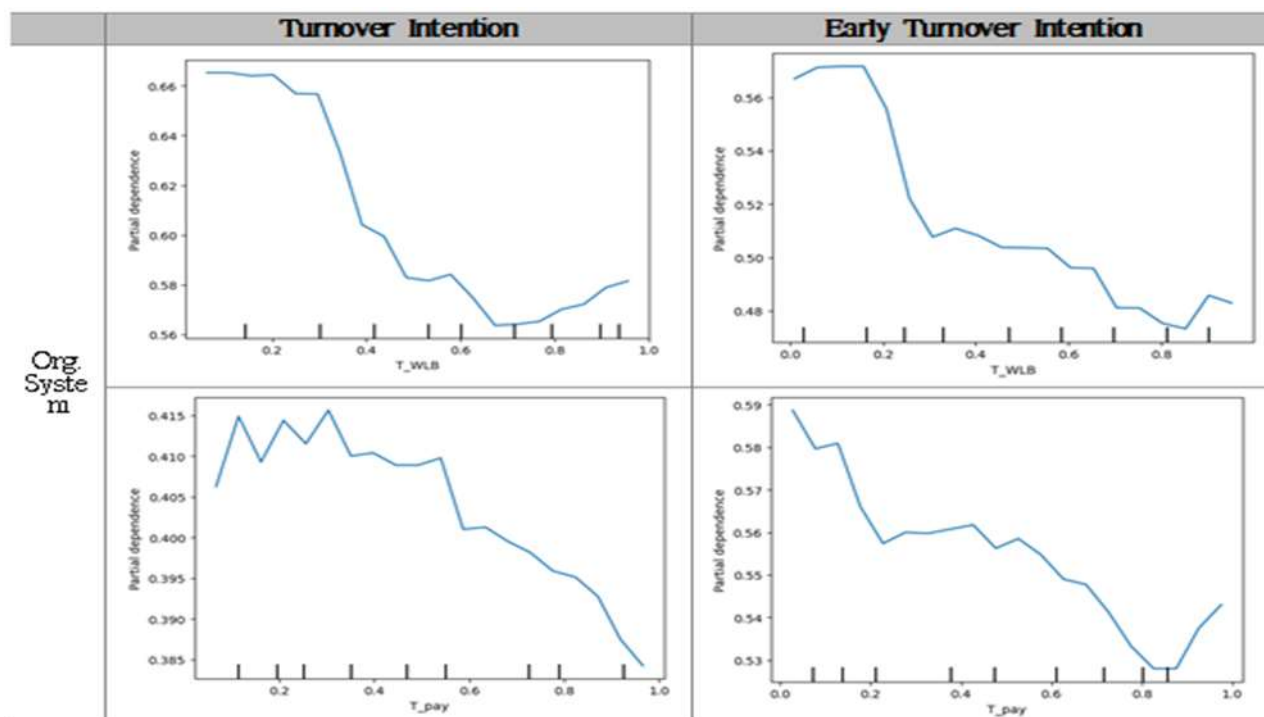 Turnover Intention
Early Turnover Intention
Org.
Syste
m
Partial dependence
0.66
0.64
0.62
0.60
0.58
0.56
0.2 0.4 0.6 0.8 1.0
T_WLB
Partial dependence
0.56
0.54
0.52
0.50
0.48
0.0 0.2 0.4 0.6 0.8
T_WLB
Partial dependence
0.415
0.410
0.405
0.400
0.395
0.390
0.385
0.2 0.4 0.6 0.8 1.0
T_pay
Partial dependence
0.59
0.58
0.57
0.56
0.55
0.54
0.53
0.0 0.2 0.4 0.6 0.8 1.0
T_pay